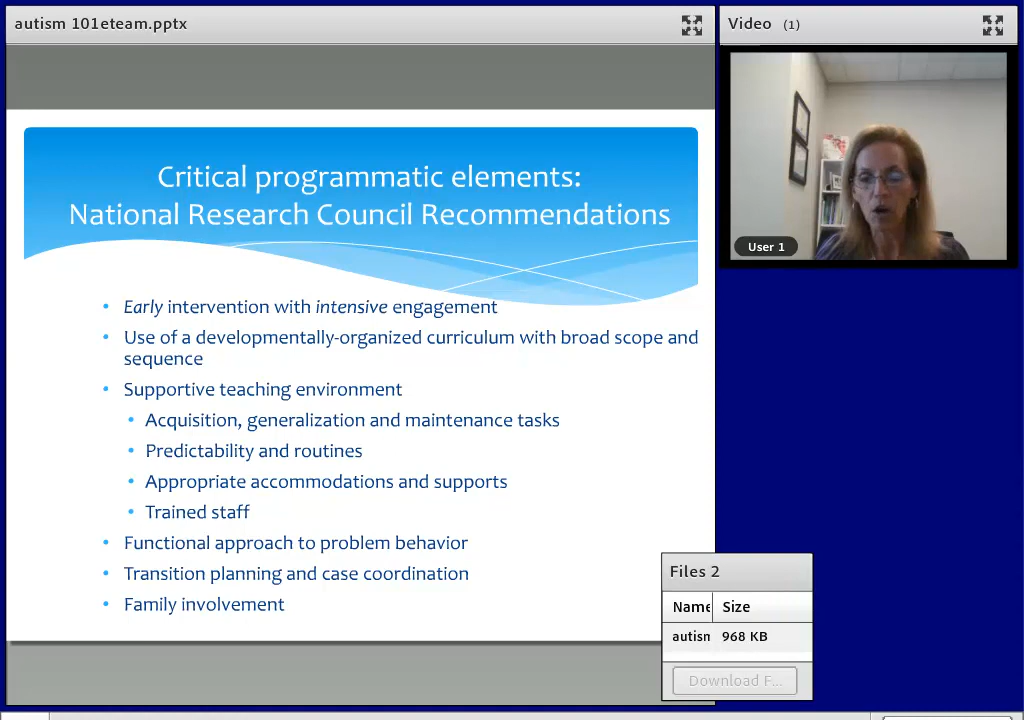 autism 101eteam.pptx
Video (1)
User 1
Critical programmatic elements:
National Research Council Recommendations
• Early intervention with intensive engagement
• Use of a developmentally-organized curriculum with broad scope and
sequence
• Supportive teaching environment
• Acquisition, generalization and maintenance tasks
• Predictability and routines
• Appropriate accommodations and supports
• Trained staff
• Functional approach to problem behavior
• Transition planning and case coordination
• Family involvement
Files 2
Name Size
autism 968 KB
Download F...